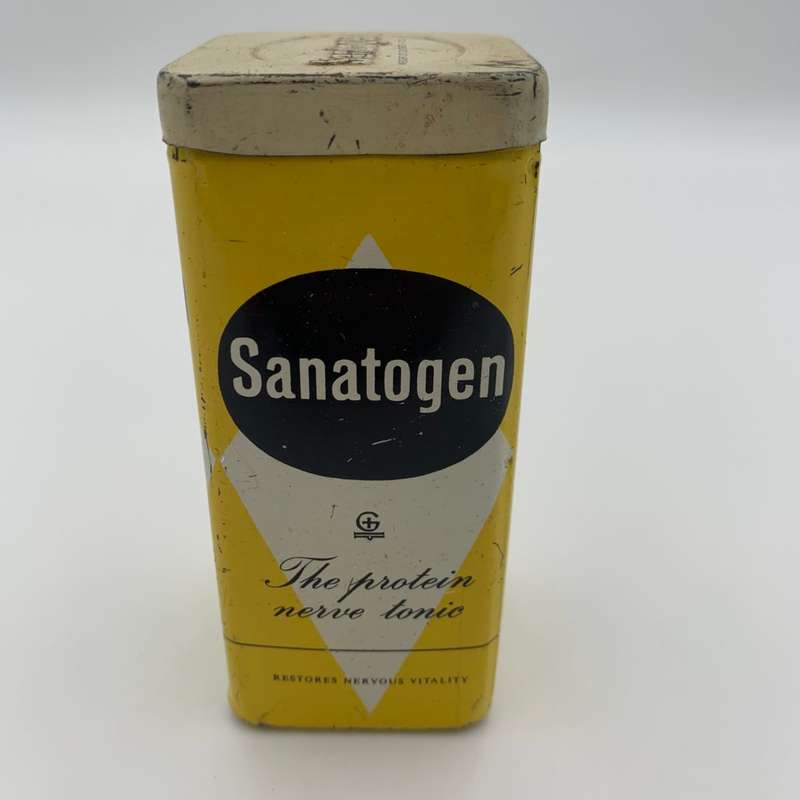 Sanatogen
The protein
nerve tonic
RESTORES NERVOUS VITALITY